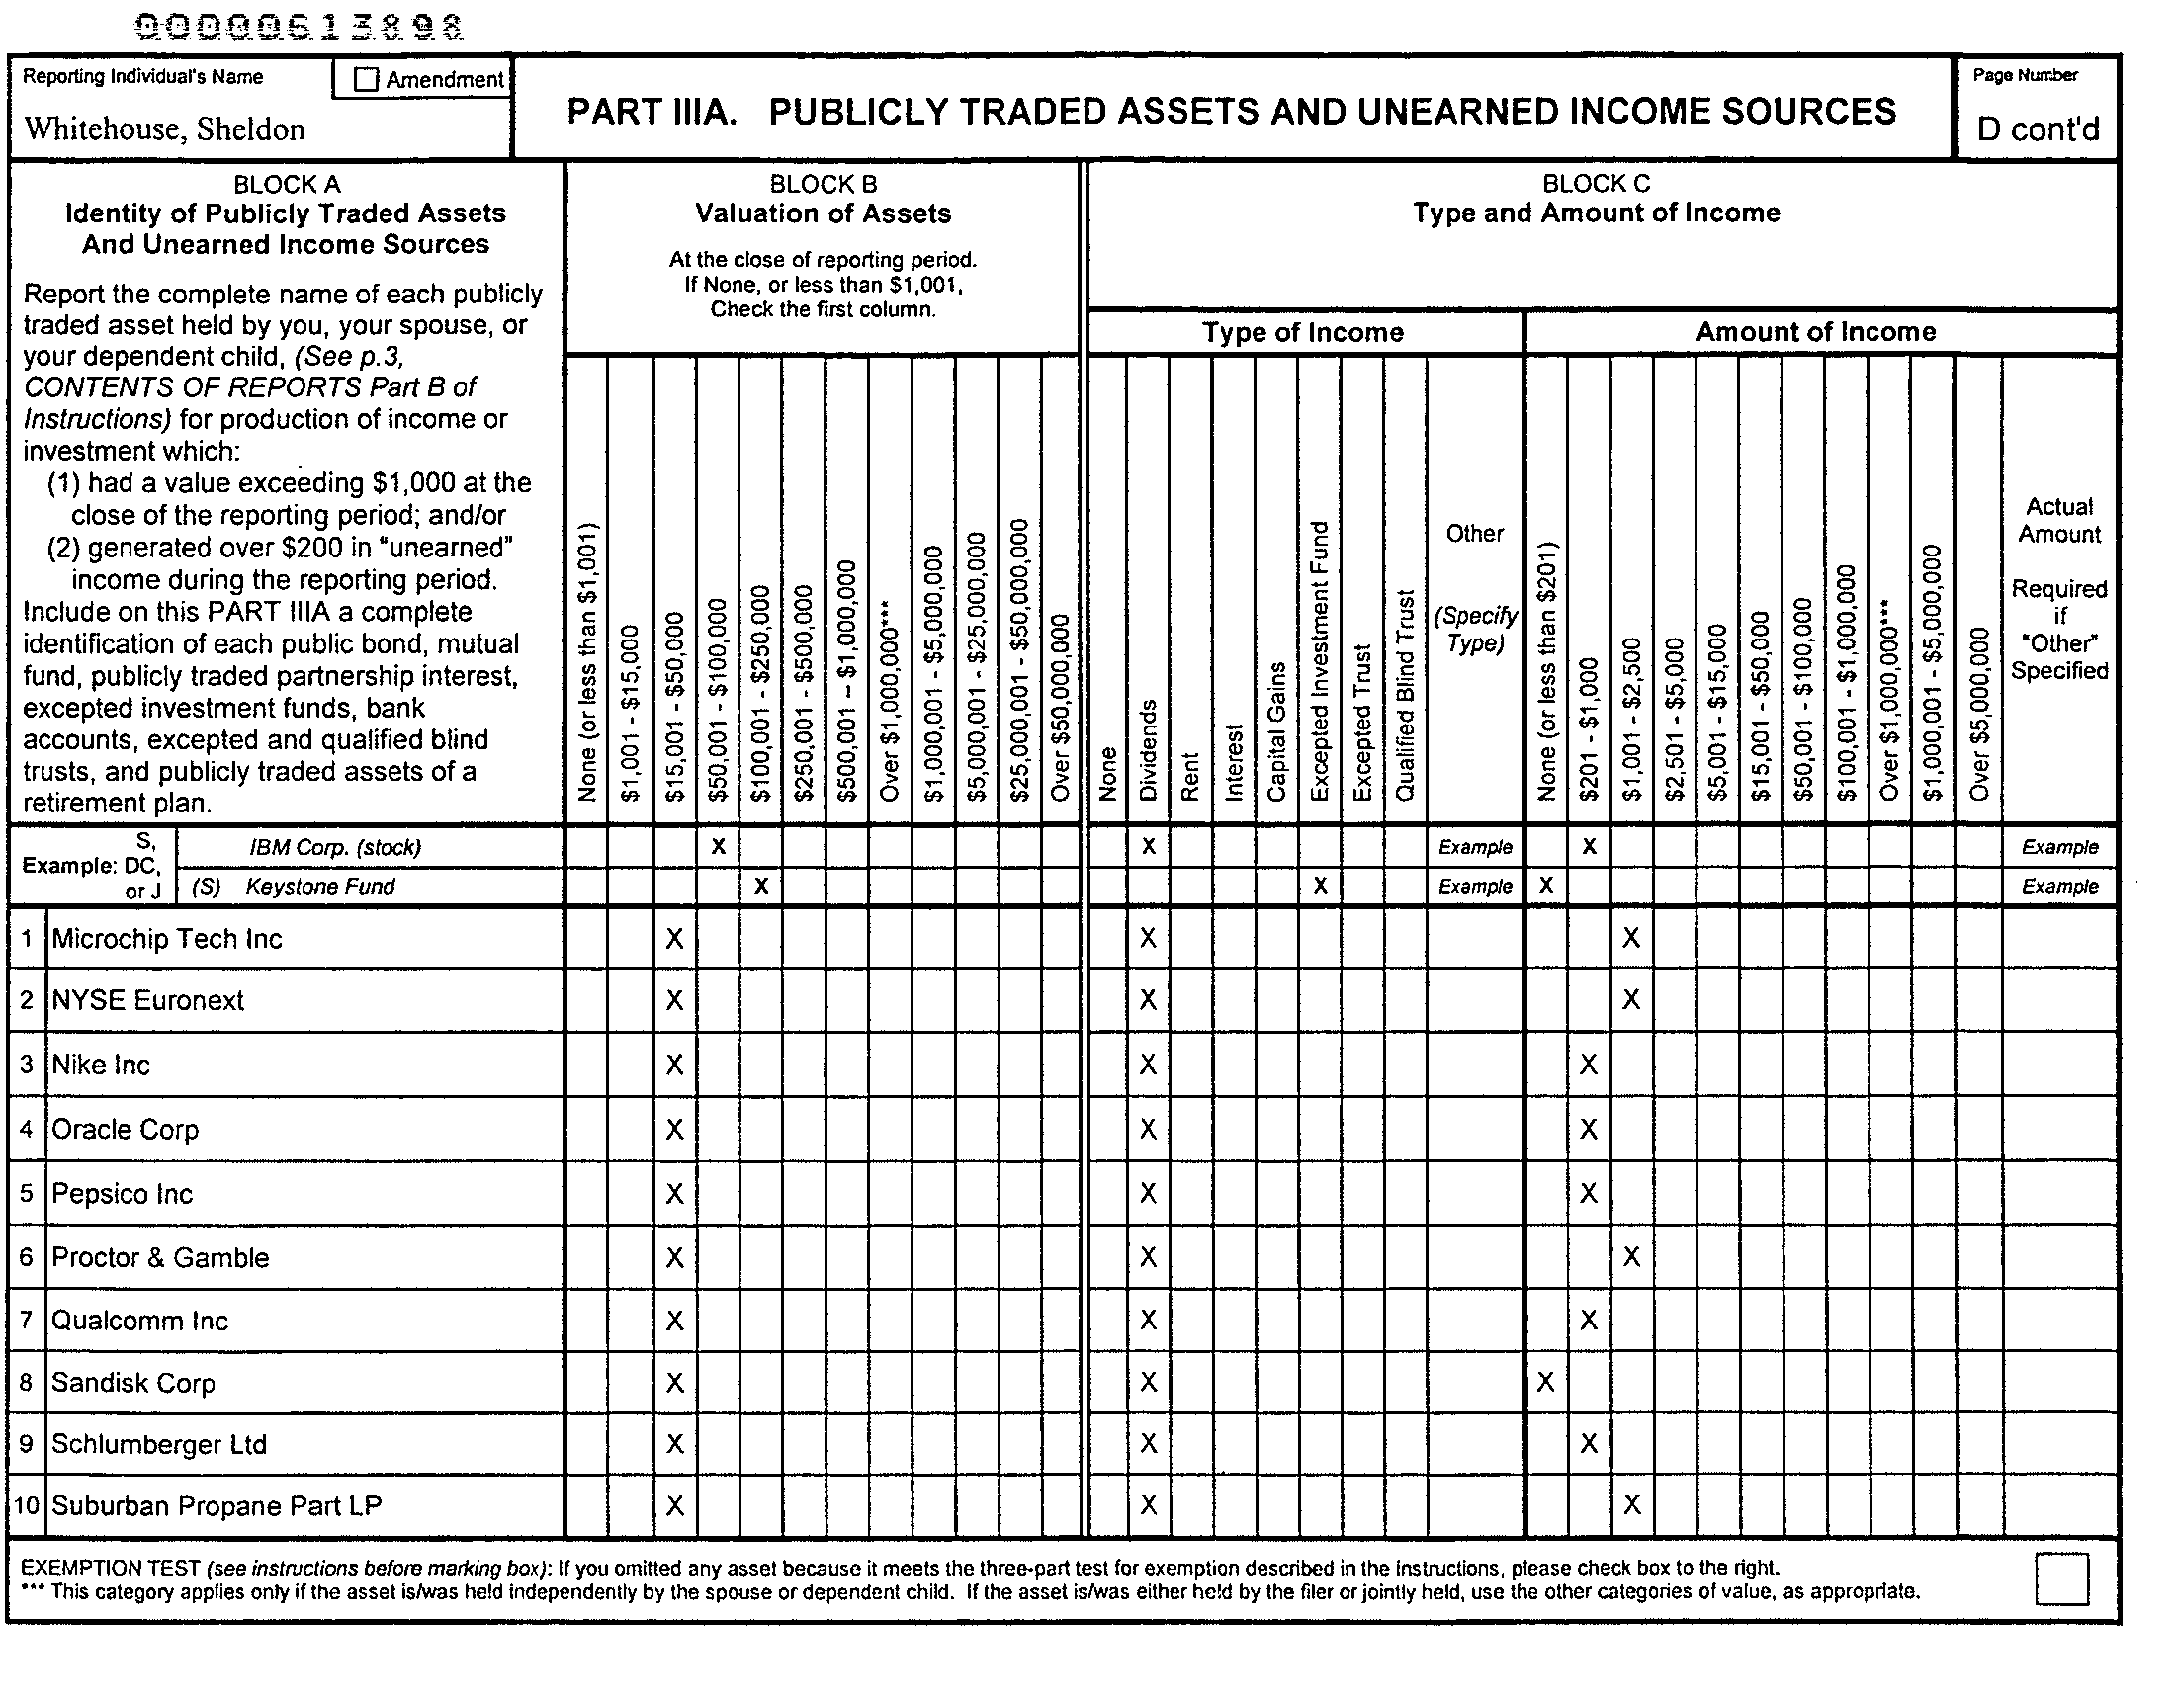 00000613898
Reporting Individual's Name
Amendment
Whitehouse, Sheldon
PART IIIA. PUBLICLY TRADED ASSETS AND UNEARNED INCOME SOURCES
Page Number
D cont'd
BLOCK A
Identity of Publicly Traded Assets
And Unearned Income Sources
Report the complete name of each publicly
traded asset held by you, your spouse, or
your dependent child, (See p.3,
CONTENTS OF REPORTS Part B of
Instructions) for production of income or
investment which:
(1) had a value exceeding $1,000 at the
close of the reporting period; and/or
(2) generated over $200 in "unearned"
income during the reporting period.
Include on this PART IIIA a complete
identification of each public bond, mutual
fund, publicly traded partnership interest,
excepted investment funds, bank
accounts, excepted and qualified blind
trusts, and publicly traded assets of a
retirement plan.
BLOCK B
Valuation of Assets
At the close of reporting period.
If None, or less than $1,001,
Check the first column.
None (or less than $1,001)
$1,001 - $15,000
$15,001 - $50,000
$50,001 - $100,000
$100,001 - $250,000
$250,001 - $500,000
$500,001 - $1,000,000
Over $1,000,000***
$1,000,001 - $5,000,000
$5,000,001 - $25,000,000
$25,000,001 - $50,000,000
Over $50,000,000
BLOCK C
Type and Amount of Income
Type of Income
None
Dividends
Rent
Interest
Capital Gains
Excepted Investment Fund
Excepted Trust
Qualified Blind Trust
Other
(Specify
Type)
Amount of Income
None (or less than $201)
$201 - $1,000
$1,001 - $2,500
$2,501 - $5,000
$5,001 - $15,000
$15,001 - $50,000
$50,001 - $100,000
$100,001 - $1,000,000
Over $1,000,000***
$1,000,001 - $5,000,000
Over $5,000,000
Actual
Amount
Required
if
"Other"
Specified
S,
Example: DC,
or J
IBM Corp. (stock) X X Example X Example
(S) Keystone Fund X X Example X Example
1 Microchip Tech Inc X X X
2 NYSE Euronext X X X
3 Nike Inc X X X
4 Oracle Corp X X X
5 Pepsico Inc X X X
6 Proctor & Gamble X X X
7 Qualcomm Inc X X X
8 Sandisk Corp X X X
9 Schlumberger Ltd X X X
10 Suburban Propane Part LP X X X
EXEMPTION TEST (see instructions before marking box): If you omitted any asset because it meets the three-part test for exemption described in the instructions, please check box to the right.
*** This category applies only if the asset is/was held independently by the spouse or dependent child. If the asset is/was either held by the filer or jointly held, use the other categories of value, as appropriate.